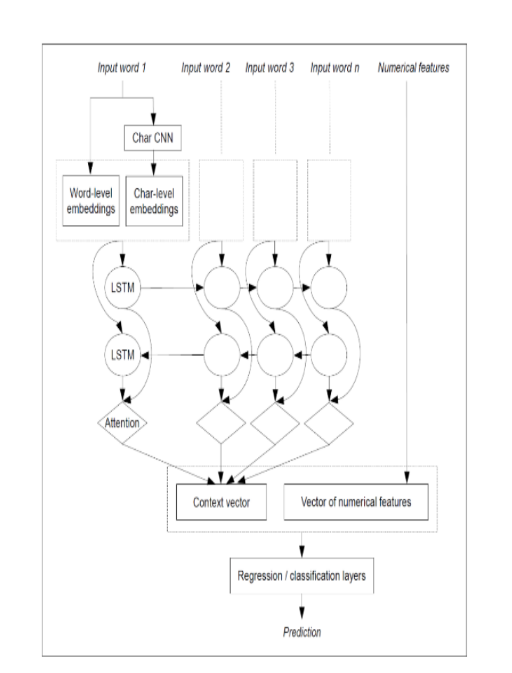 Input word 1 Input word 2 Input word 3 Input word n Numerical features
Char CNN
Word-level
embeddings
Char-level
embeddings
LSTM
LSTM
Attention
Context vector
Vector of numerical features
Regression / classification layers
Prediction